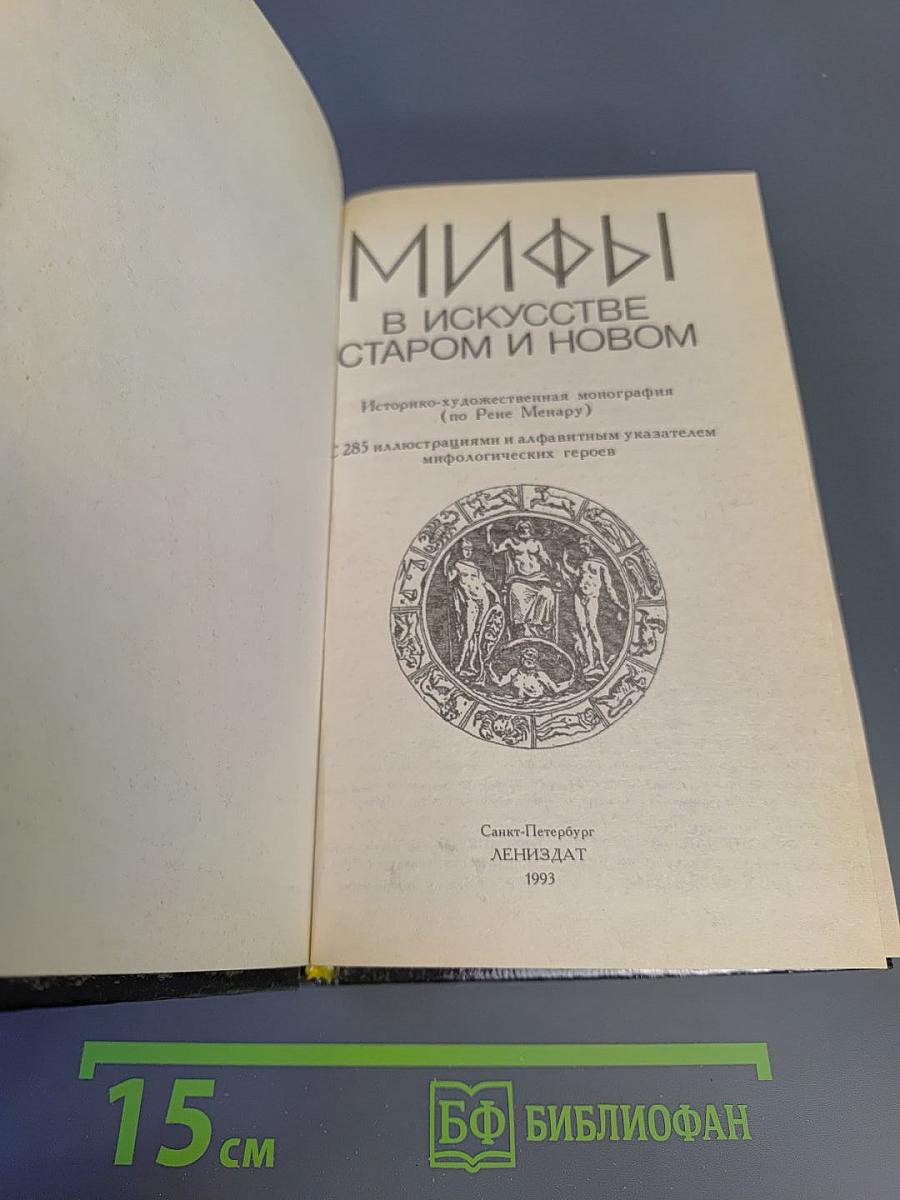 МИФЫ
В ИСКУССТВЕ
СТАРОМ И НОВОМ
Историко-художественная монография
(по Рене Менару)
С 285 иллюстрациями и алфавитным указателем
мифологических героев
Санкт-Петербург
ЛЕНИЗДАТ
1993
15 см
БФ БИБЛИОФАН